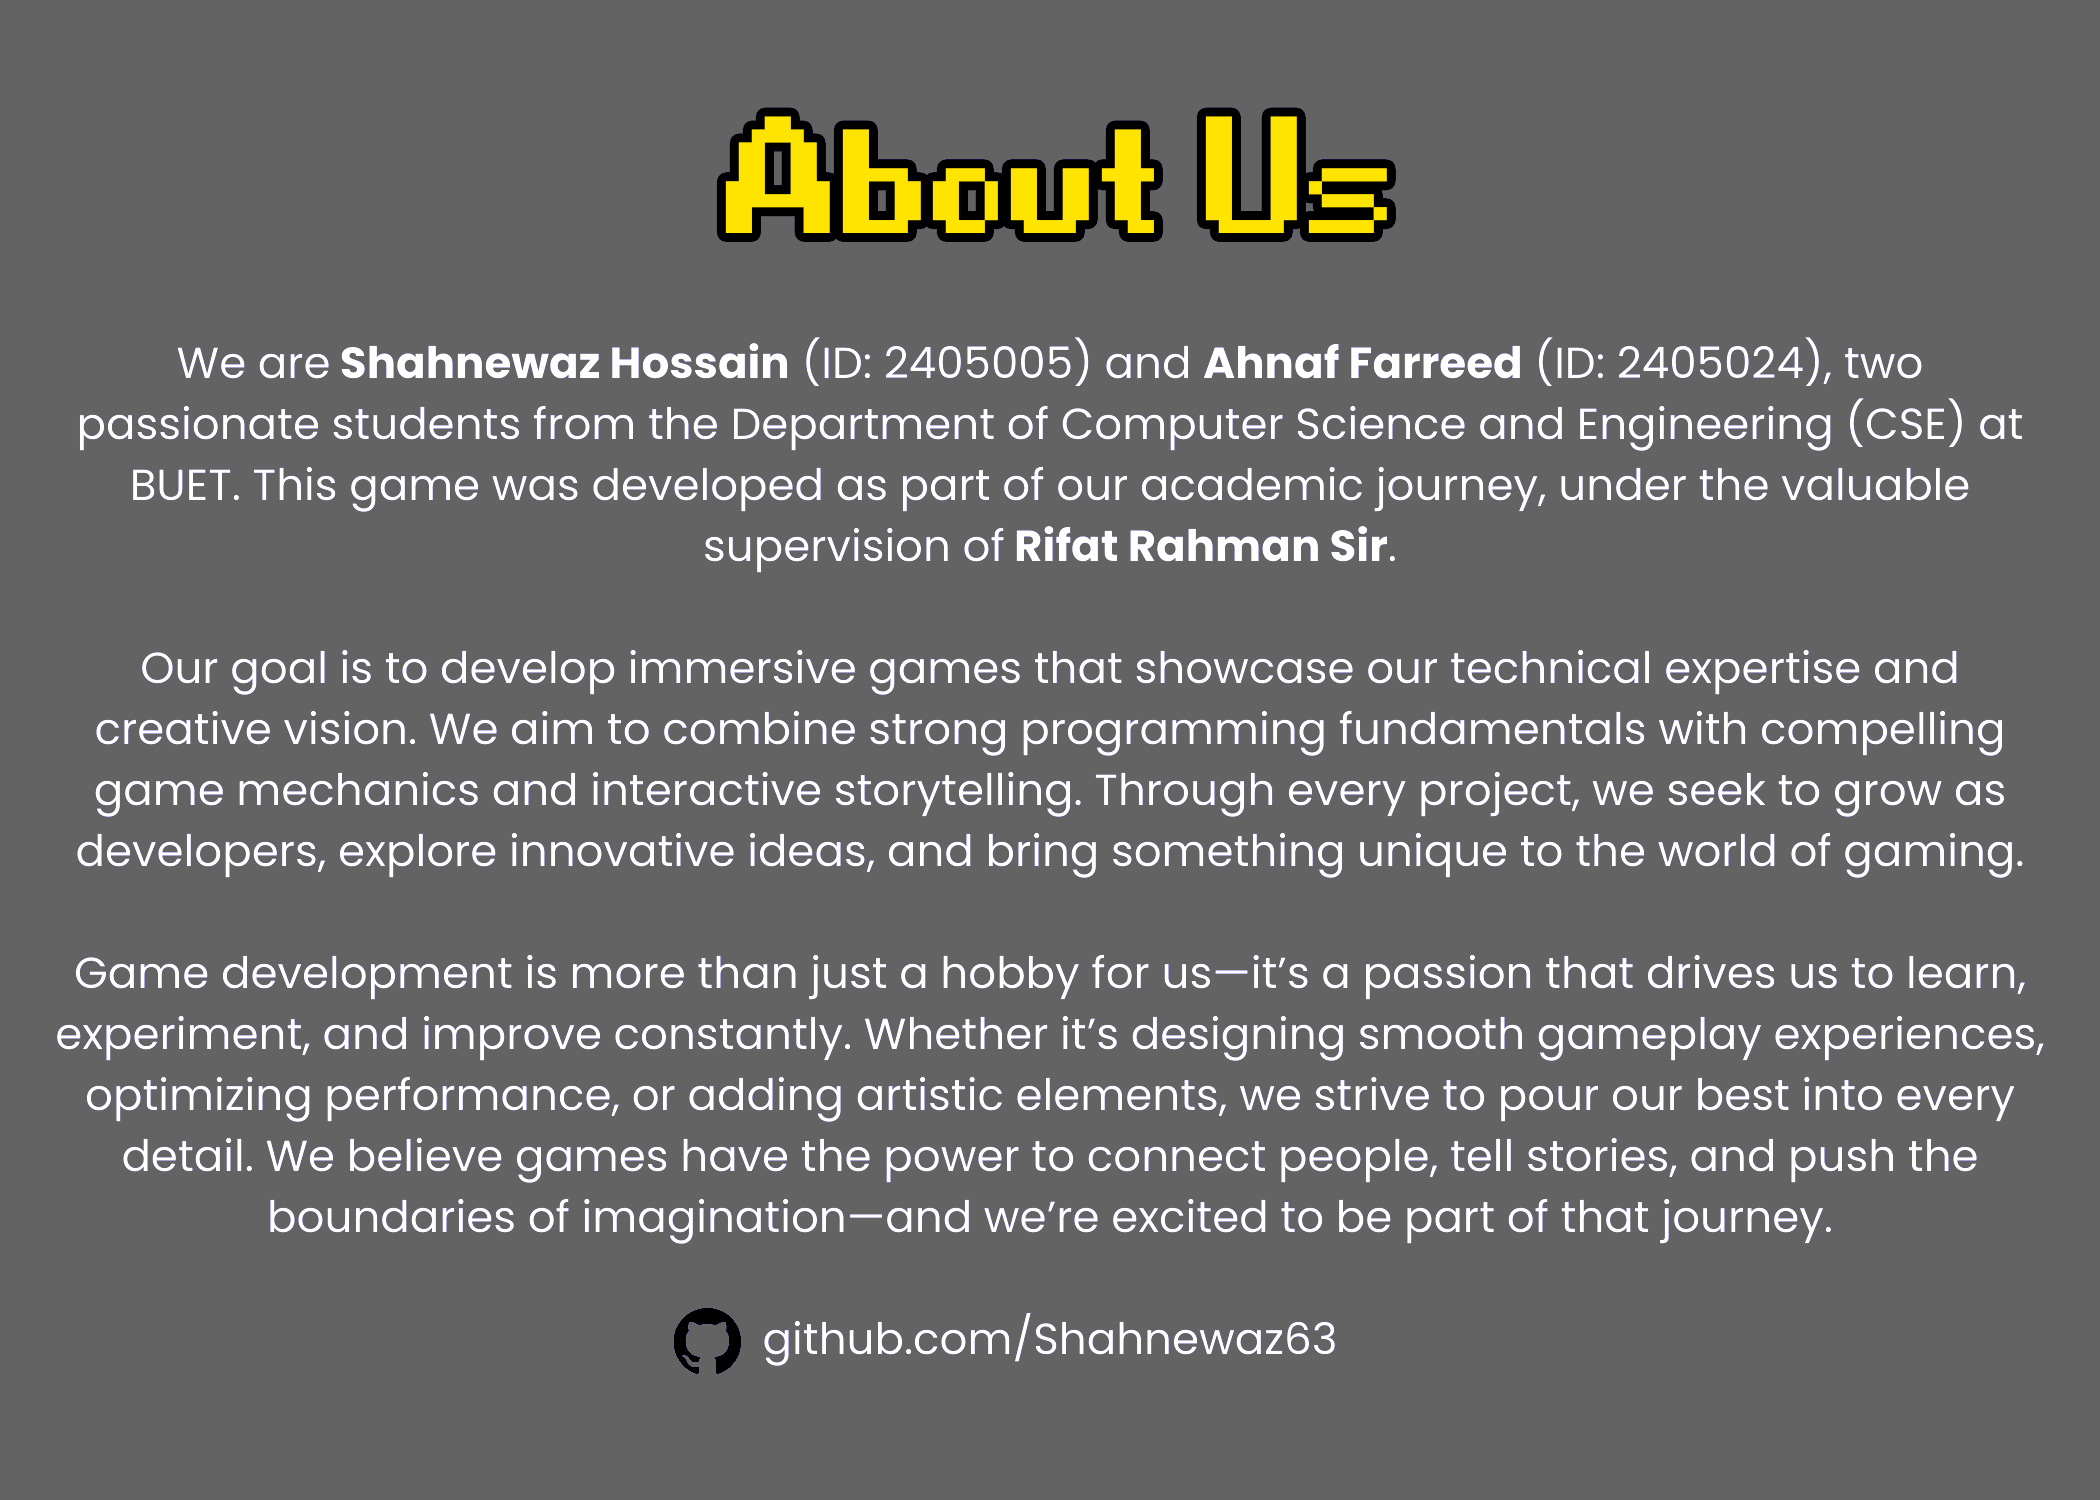 About Us
We are Shahnewaz Hossain (ID: 2405005) and Ahnaf Farreed (ID: 2405024), two
passionate students from the Department of Computer Science and Engineering (CSE) at
BUET. This game was developed as part of our academic journey, under the valuable
supervision of Rifat Rahman Sir.
Our goal is to develop immersive games that showcase our technical expertise and
creative vision. We aim to combine strong programming fundamentals with compelling
game mechanics and interactive storytelling. Through every project, we seek to grow as
developers, explore innovative ideas, and bring something unique to the world of gaming.
Game development is more than just a hobby for us—it’s a passion that drives us to learn,
experiment, and improve constantly. Whether it’s designing smooth gameplay experiences,
optimizing performance, or adding artistic elements, we strive to pour our best into every
detail. We believe games have the power to connect people, tell stories, and push the
boundaries of imagination—and we’re excited to be part of that journey.
github.com/Shahnewaz63